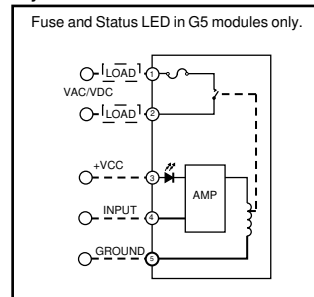 Fuse and Status LED in G5 modules only.
LOAD 1
VAC/VDC
LOAD 2
+VCC 3
AMP
INPUT 4
GROUND 5